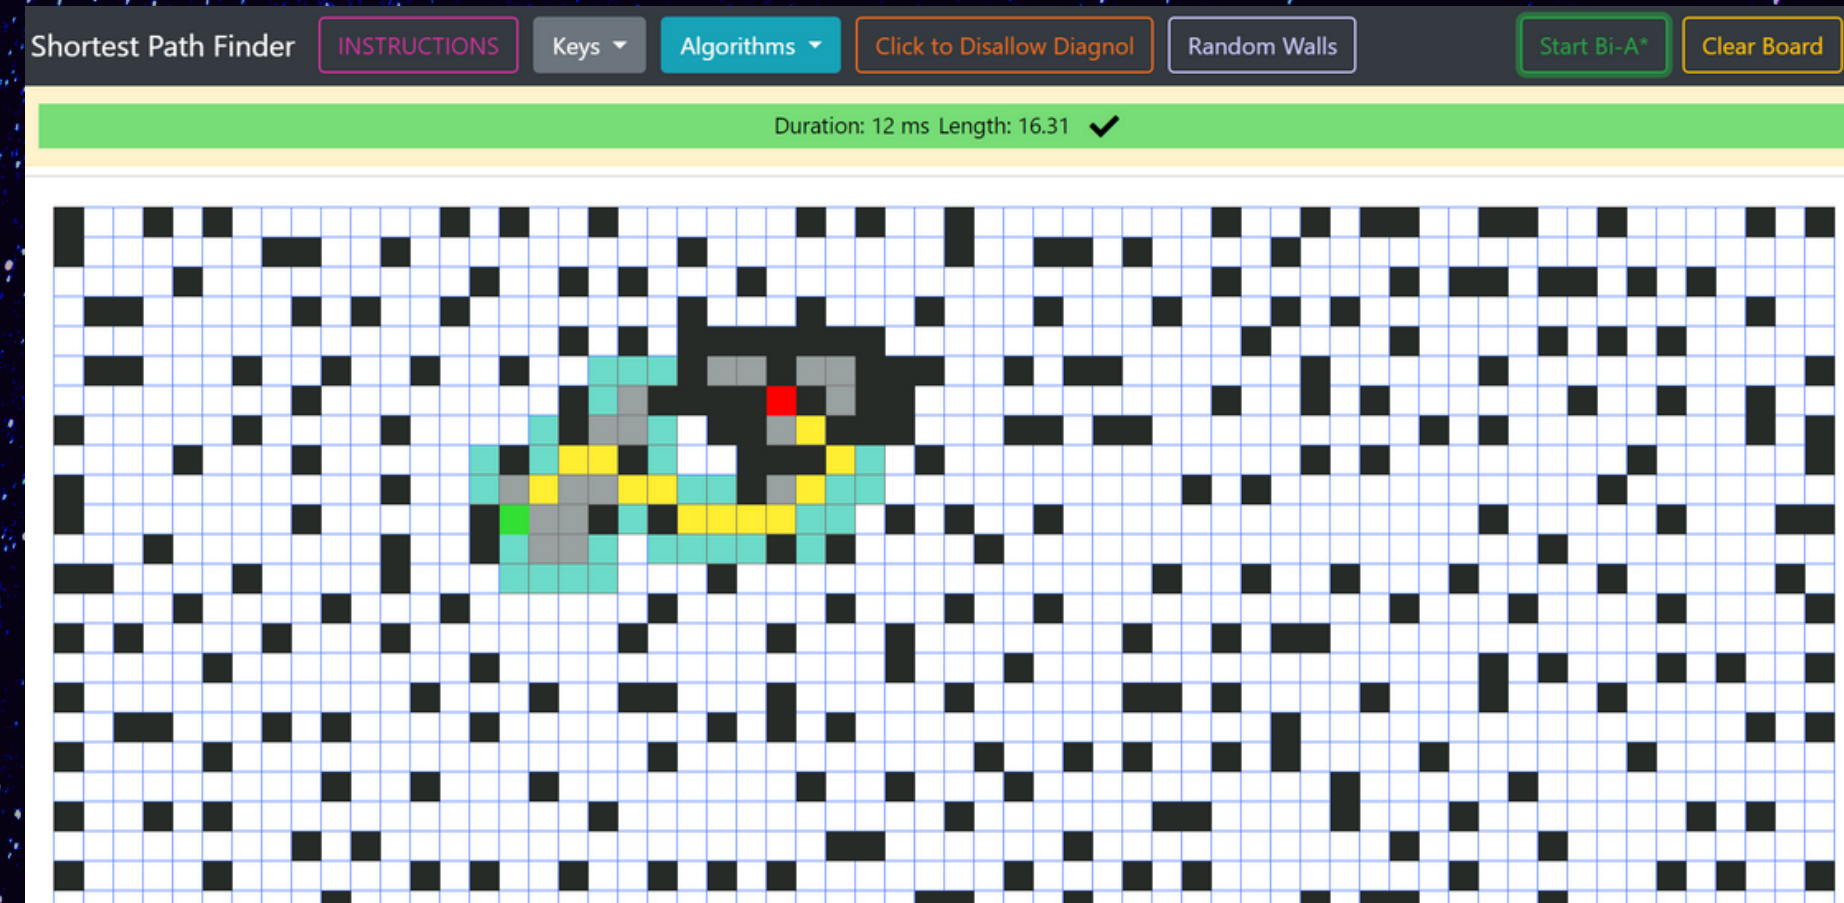 Shortest Path Finder INSTRUCTIONS Keys Algorithms Click to Disallow Diagnol Random Walls Start Bi-A* Clear Board
Duration: 12 ms Length: 16.31